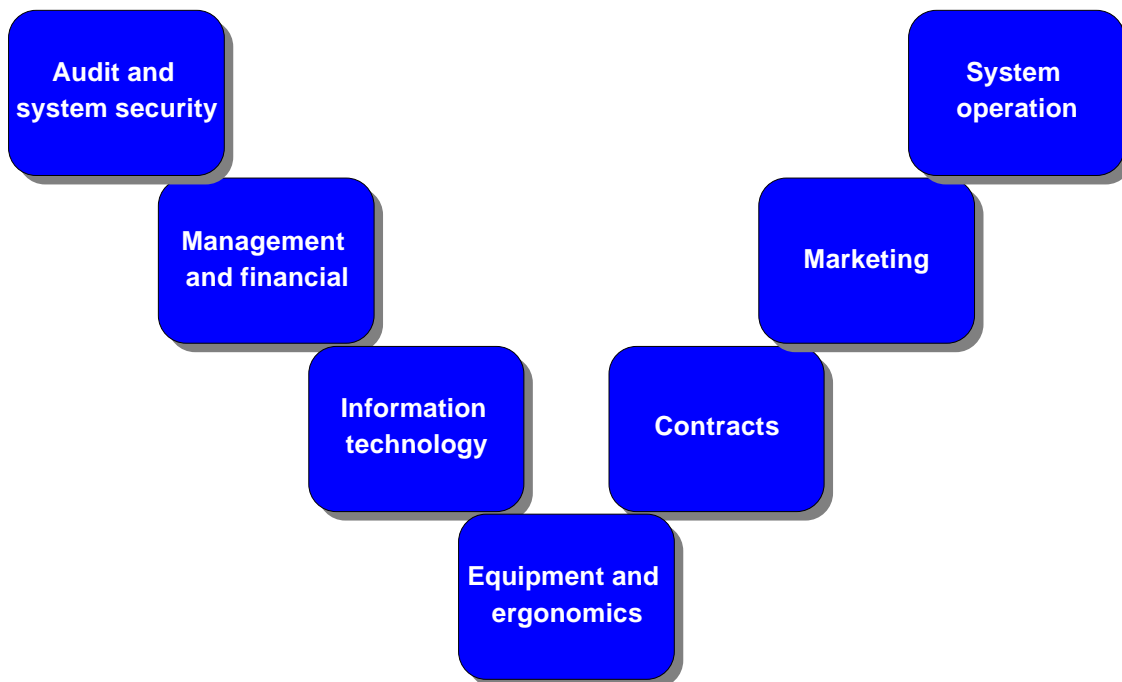 Audit and
system security
Management
and financial
Information
technology
Equipment and
ergonomics
Contracts
Marketing
System
operation